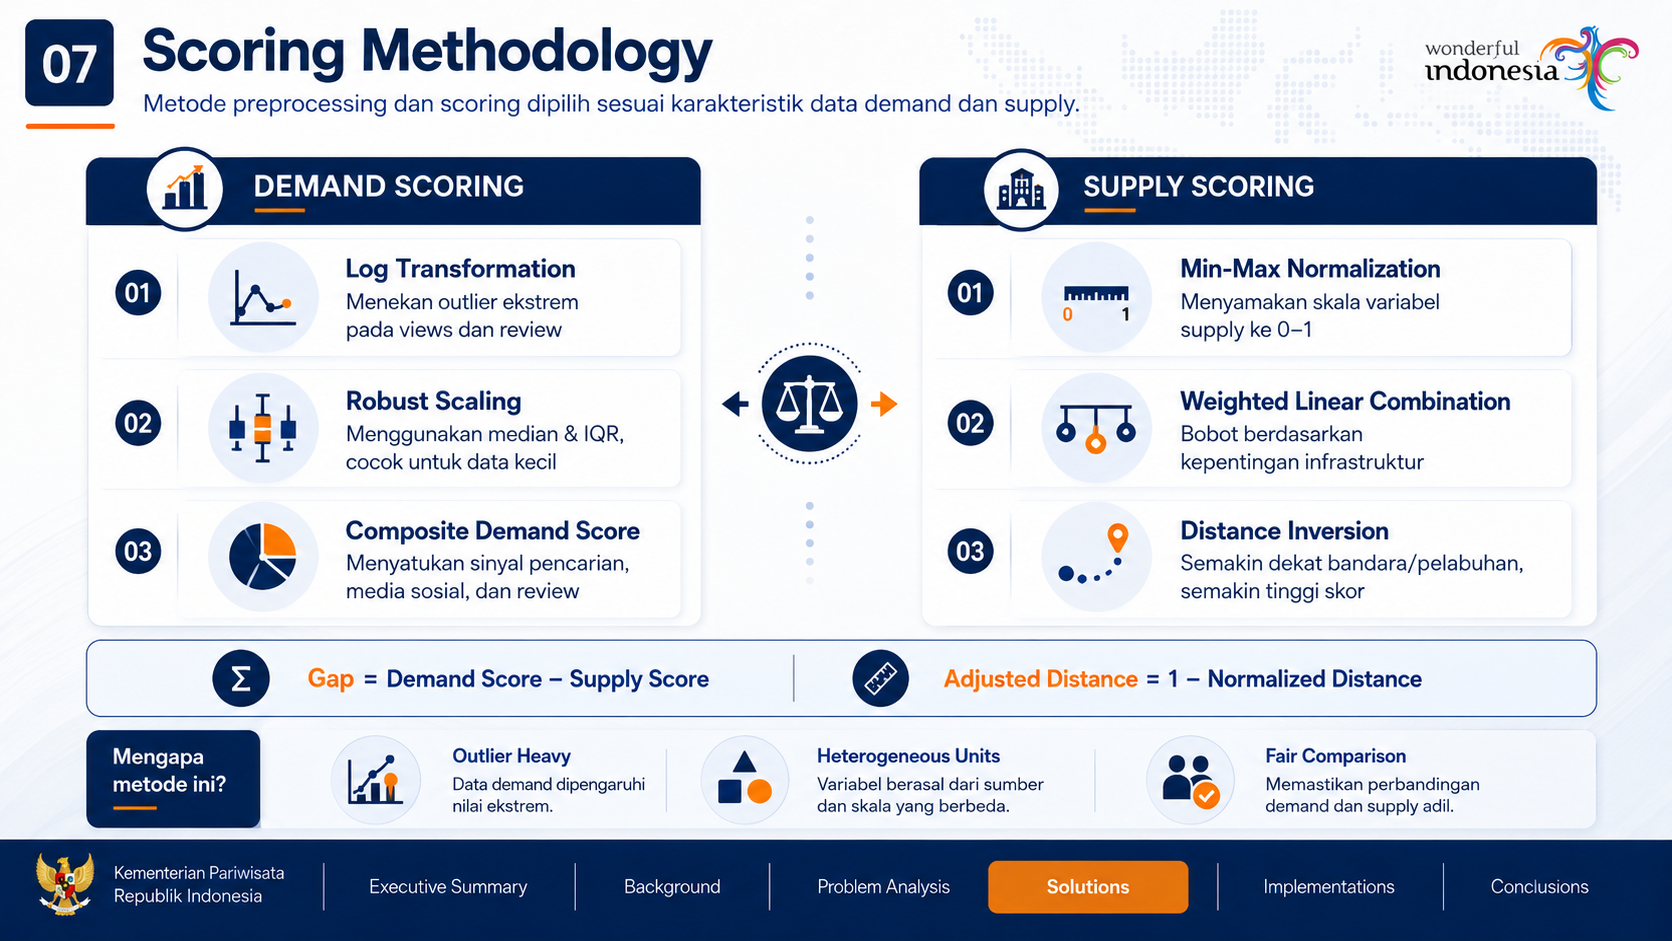 07
Scoring Methodology
Metode preprocessing dan scoring dipilih sesuai karakteristik data demand dan supply.
wonderful
indonesia
DEMAND SCORING
01
Log Transformation
Menekan outlier ekstrem
pada views dan review
02
Robust Scaling
Menggunakan median & IQR,
cocok untuk data kecil
03
Composite Demand Score
Menyatukan sinyal pencarian,
media sosial, dan review
SUPPLY SCORING
01
0 1
Min-Max Normalization
Menyamakan skala variabel
supply ke 0–1
02
Weighted Linear Combination
Bobot berdasarkan
kepentingan infrastruktur
03
Distance Inversion
Semakin dekat bandara/pelabuhan,
semakin tinggi skor
Σ
Gap = Demand Score – Supply Score
Adjusted Distance = 1 – Normalized Distance
Mengapa
metode ini?
Outlier Heavy
Data demand dipengaruhi
nilai ekstrem.
Heterogeneous Units
Variabel berasal dari sumber
dan skala yang berbeda.
Fair Comparison
Memastikan perbandingan
demand dan supply adil.
Kementerian Pariwisata
Republik Indonesia
Executive Summary
Background
Problem Analysis
Solutions
Implementations
Conclusions